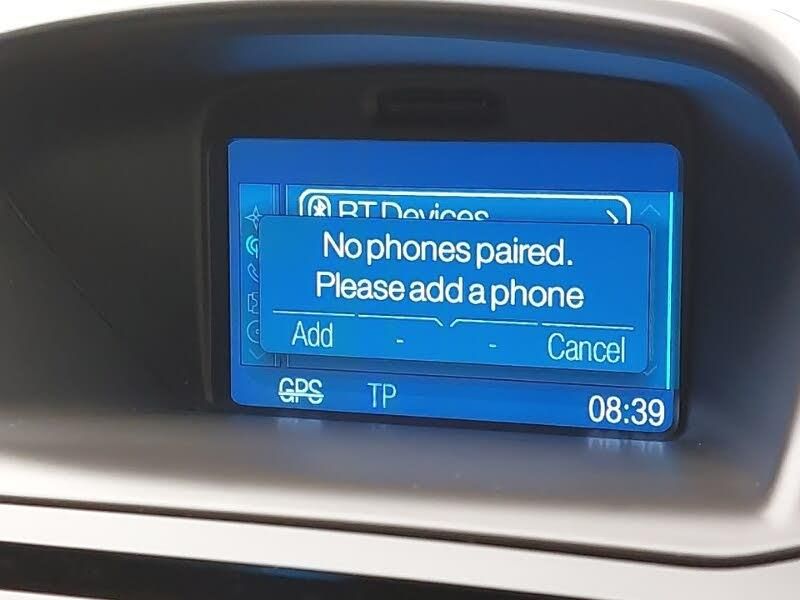 BT Devices
No phones paired.
Please add a phone
Add - - Cancel
GPS TP 08:39